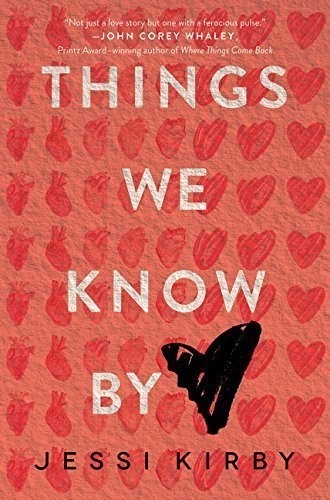 "Not just a love story but one with a ferocious pulse."
—JOHN COREY WHALEY,
Printz Award–winning author of Where Things Come Back
THINGS
WE
KNOW
BY
JESSI KIRBY